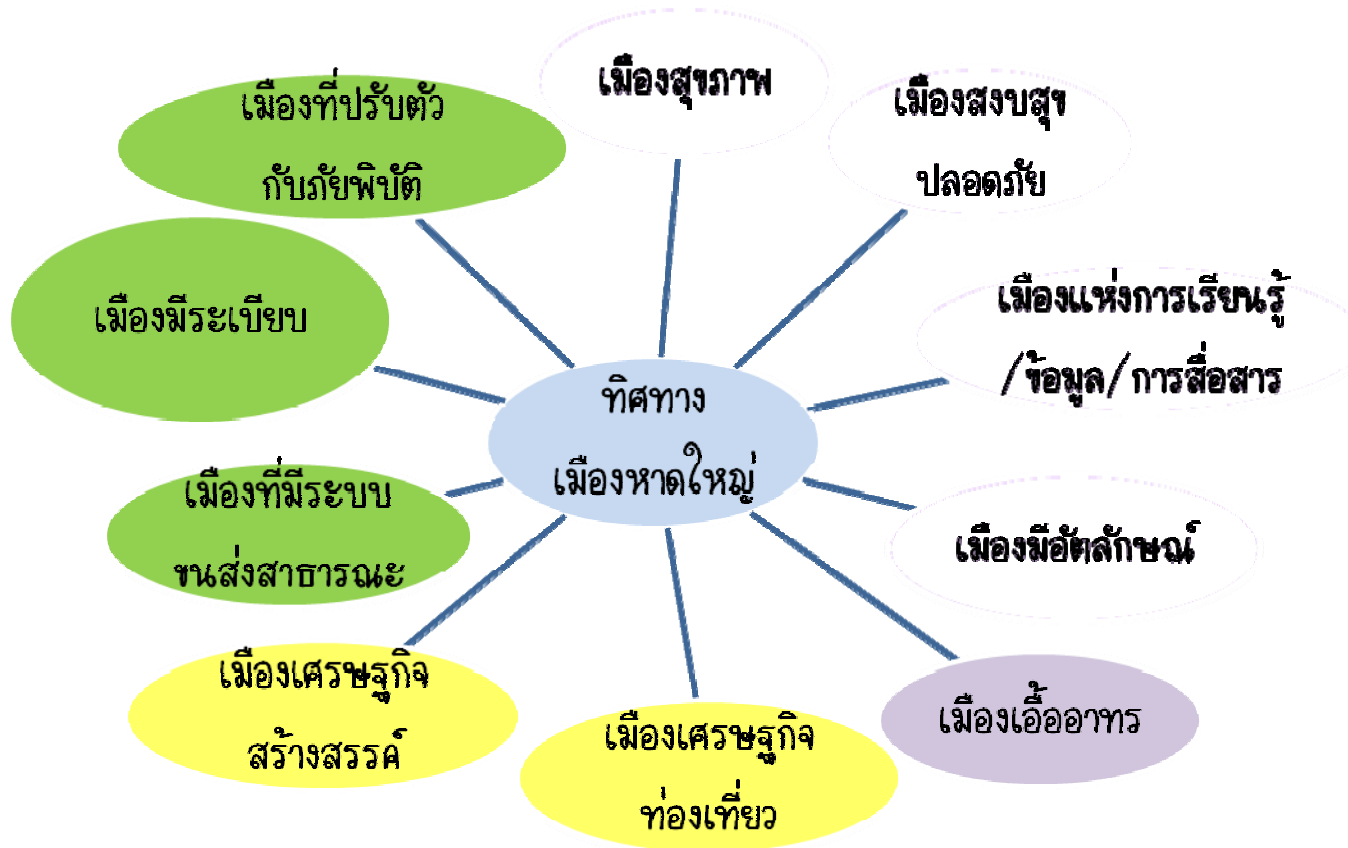 เมืองสุขภาพ
เมืองที่ปรับตัว
กับภัยพิบัติ
เมืองสงบสุข
ปลอดภัย
เมืองมีระเบียบ
เมืองแห่งการเรียนรู้
/ข้อมูล/การสื่อสาร
ทิศทาง
เมืองหาดใหญ่
เมืองที่มีระบบ
ขนส่งสาธารณะ
เมืองมีอัตลักษณ์
เมืองเศรษฐกิจ
สร้างสรรค์
เมืองเศรษฐกิจ
ท่องเที่ยว
เมืองเอื้ออาทร